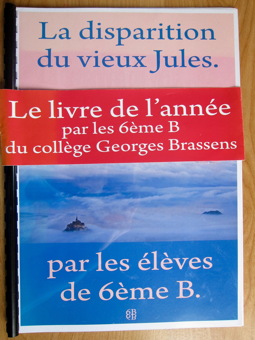 La disparition
du vieux Jules.
Le livre de l'année
par les 6ème B
du collège Georges Brassens
par les élèves
de 6ème B.